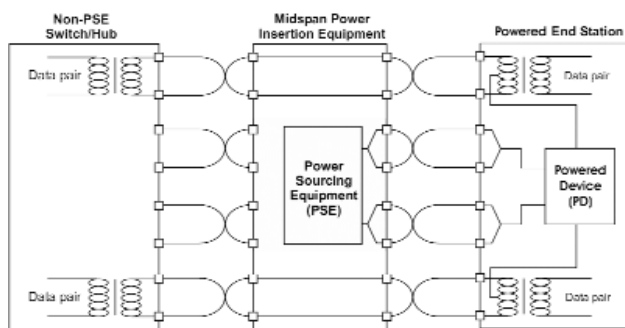 Non-PSE
Switch/Hub
Midspan Power
Insertion Equipment
Powered End Station
Data pair
Data pair
Power
Sourcing
Equipment
(PSE)
Powered
Device
(PD)
Data pair
Data pair